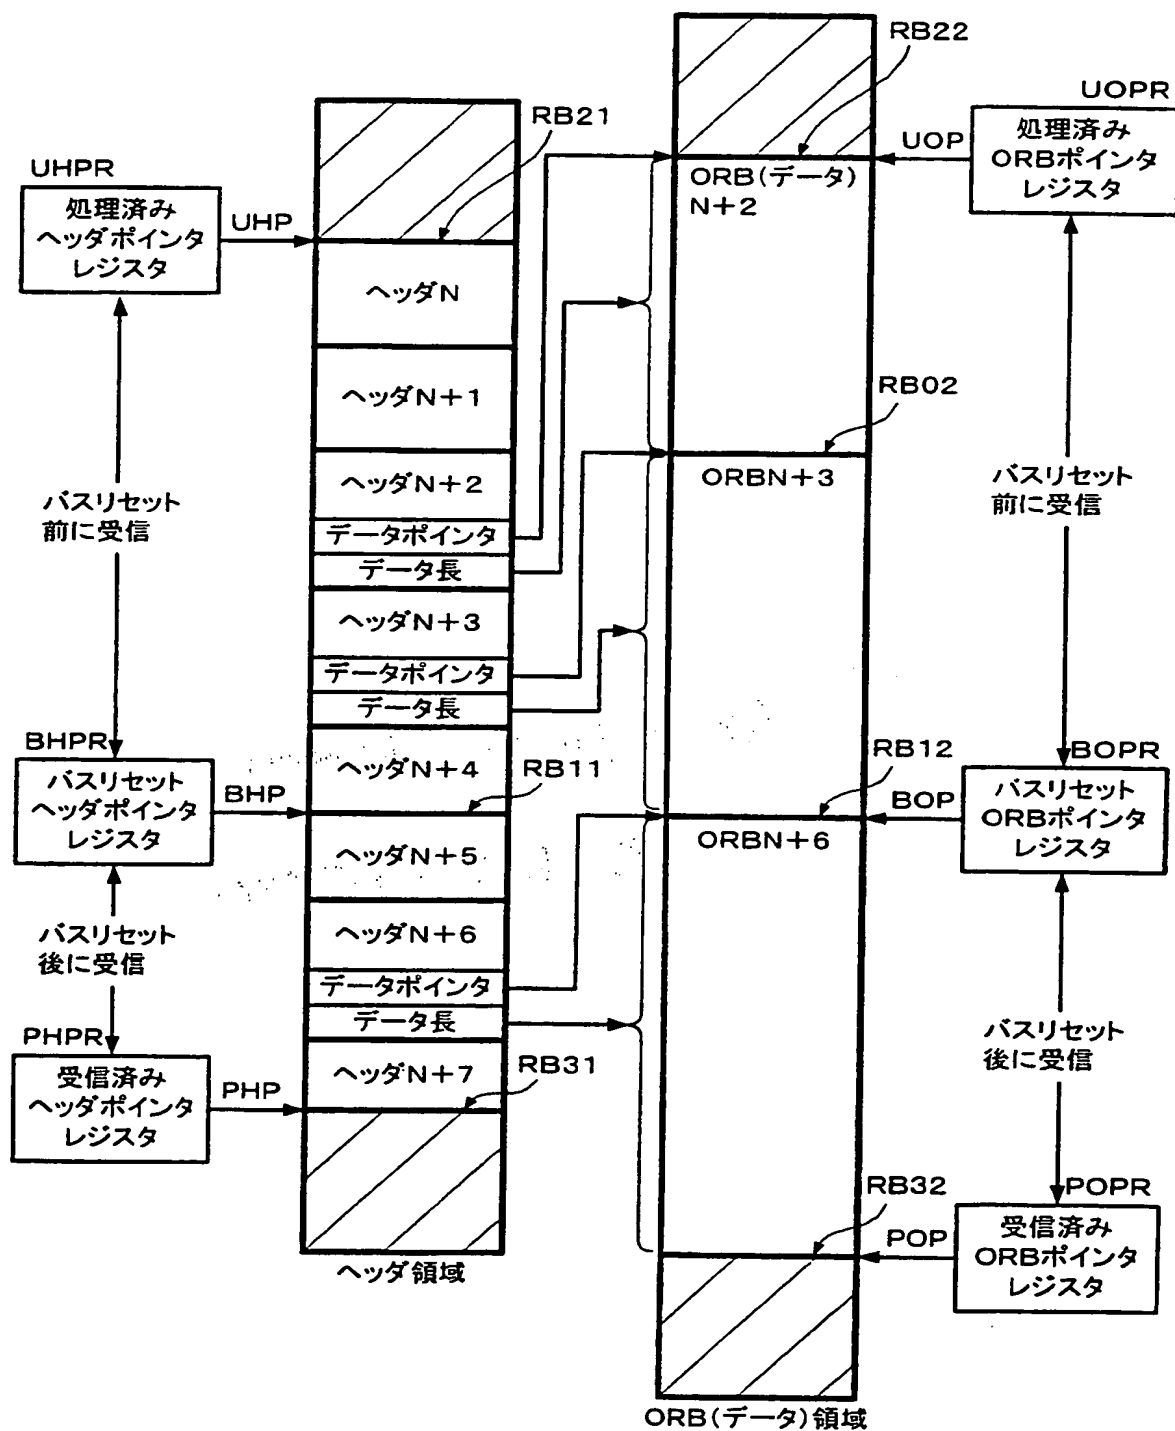 RB22
UOPR
RB21
処理済み
ORBポインタ
レジスタ
UOP
UHPR
ORB(データ)
N+2
処理済み
ヘッダポインタ
レジスタ
UHP
ヘッダN
ヘッダN+1
RB02
ヘッダN+2
ORBN+3
バスリセット
前に受信
バスリセット
前に受信
データポインタ
データ長
ヘッダN+3
データポインタ
データ長
BHPR
RB12
BOPR
ヘッダN+4
RB11
バスリセット
ヘッダポインタ
レジスタ
BHP
BOP
バスリセット
ORBポインタ
レジスタ
ORBN+6
ヘッダN+5
バスリセット
後に受信
ヘッダN+6
データポインタ
データ長
バスリセット
後に受信
PHPR
RB31
ヘッダN+7
受信済み
ヘッダポインタ
レジスタ
PHP
RB32
POPR
POP
受信済み
ORBポインタ
レジスタ
ヘッダ領域
ORB(データ)領域